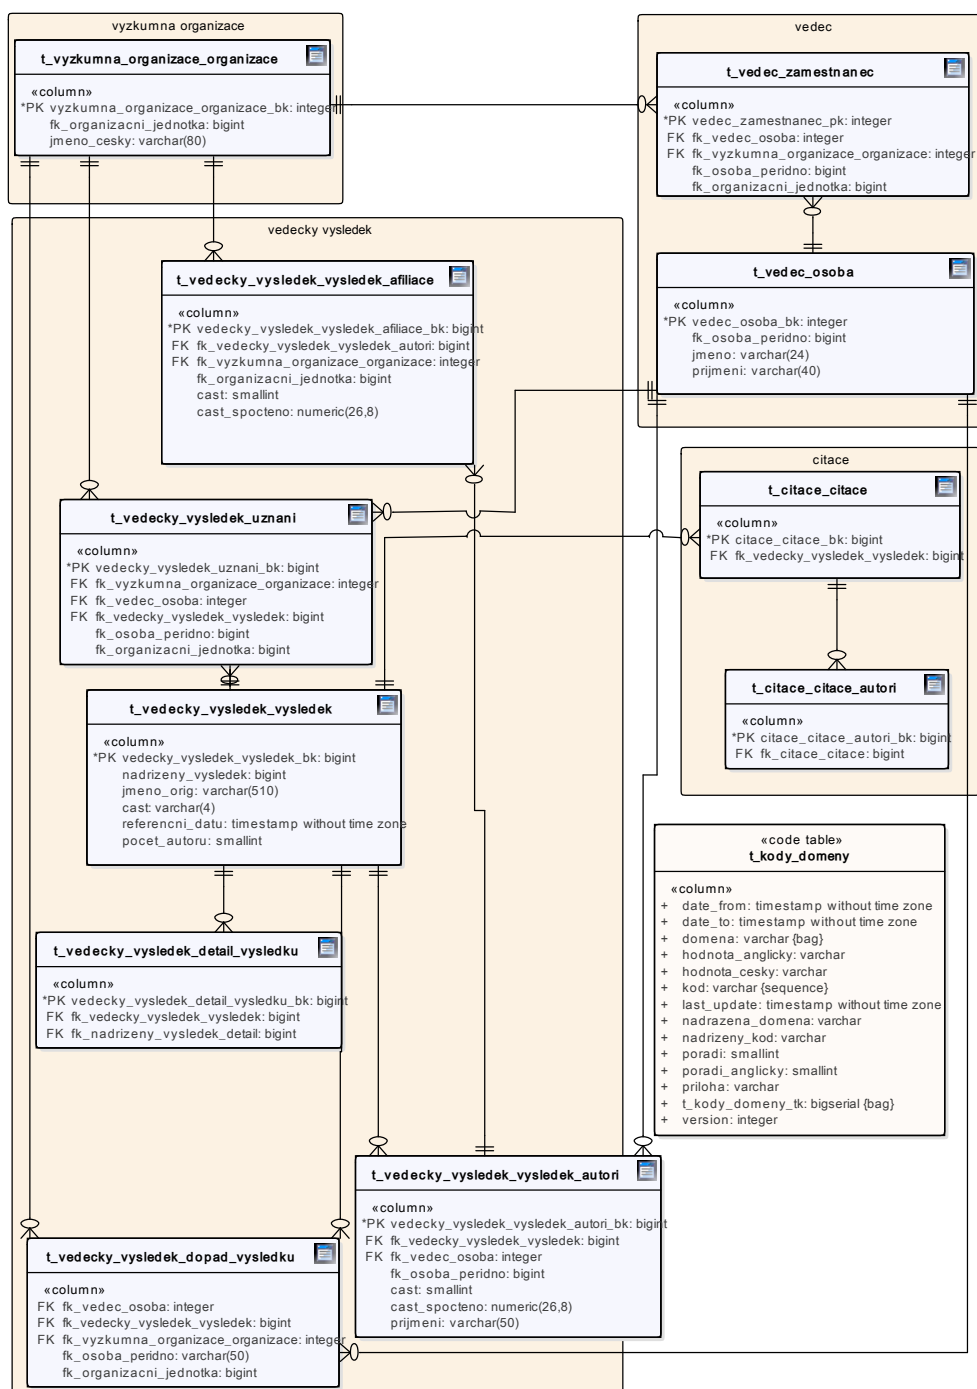 vyzkumna organizace
t_vyzkumna_organizace_organizace
«column»
*PK vyzkumna_organizace_organizace_bk: integer
fk_organizacni_jednotka: bigint
jmeno_cesky: varchar(80)
vedec
t_vedec_zamestnanec
«column»
*PK vedec_zamestnanec_pk: integer
FK fk_vedec_osoba: integer
FK fk_vyzkumna_organizace_organizace: integer
fk_osoba_peridno: bigint
fk_organizacni_jednotka: bigint
t_vedec_osoba
«column»
*PK vedec_osoba_bk: integer
fk_osoba_peridno: bigint
jmeno: varchar(24)
prijmeni: varchar(40)
vedecky vysledek
t_vedecky_vysledek_vysledek_afiliace
«column»
*PK vedecky_vysledek_vysledek_afiliace_bk: bigint
FK fk_vedecky_vysledek_vysledek_autori: bigint
FK fk_vyzkumna_organizace_organizace: integer
fk_organizacni_jednotka: bigint
cast: smallint
cast_spocteno: numeric(26,8)
citace
t_citace_citace
«column»
*PK citace_citace_bk: bigint
FK fk_vedecky_vysledek_vysledek: bigint
t_vedecky_vysledek_uznani
«column»
*PK vedecky_vysledek_uznani_bk: bigint
FK fk_vyzkumna_organizace_organizace: integer
FK fk_vedec_osoba: integer
FK fk_vedecky_vysledek_vysledek: bigint
fk_osoba_peridno: bigint
fk_organizacni_jednotka: bigint
t_citace_citace_autori
«column»
*PK citace_citace_autori_bk: bigint
FK fk_citace_citace: bigint
t_vedecky_vysledek_vysledek
«column»
*PK vedecky_vysledek_vysledek_bk: bigint
nadrizeny_vysledek: bigint
jmeno_orig: varchar(510)
cast: varchar(4)
referencni_datu: timestamp without time zone
pocet_autoru: smallint
«code table»
t_kody_domeny
«column»
+ date_from: timestamp without time zone
+ date_to: timestamp without time zone
+ domena: varchar {bag}
+ hodnota_anglicky: varchar
+ hodnota_cesky: varchar
+ kod: varchar {sequence}
+ last_update: timestamp without time zone
+ nadrazena_domena: varchar
+ nadrizeny_kod: varchar
+ poradi: smallint
+ poradi_anglicky: smallint
+ priloha: varchar
+ t_kody_domeny_tk: bigserial {bag}
+ version: integer
t_vedecky_vysledek_detail_vysledku
«column»
*PK vedecky_vysledek_detail_vysledku_bk: bigint
FK fk_vedecky_vysledek_vysledek: bigint
FK fk_nadrizeny_vysledek_detail: bigint
t_vedecky_vysledek_vysledek_autori
«column»
*PK vedecky_vysledek_vysledek_autori_bk: bigint
FK fk_vedecky_vysledek_vysledek: bigint
FK fk_vedec_osoba: integer
fk_osoba_peridno: bigint
cast: smallint
cast_spocteno: numeric(26,8)
prijmeni: varchar(50)
t_vedecky_vysledek_dopad_vysledku
«column»
FK fk_vedec_osoba: integer
FK fk_vedecky_vysledek_vysledek: bigint
FK fk_vyzkumna_organizace_organizace: integer
fk_osoba_peridno: varchar(50)
fk_organizacni_jednotka: bigint